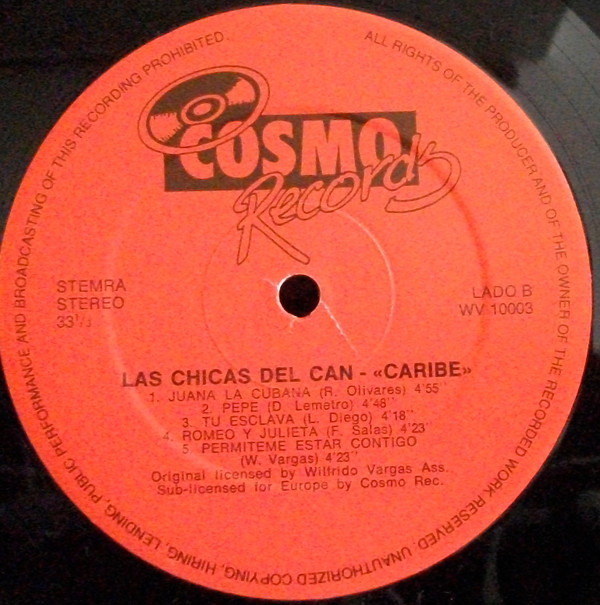 COSMO
Records
STEMRA
STEREO
33⅓
LADO B
WV 10003
LAS CHICAS DEL CAN - «CARIBE»
1. JUANA LA CUBANA (R. Olivares) 4'55"
2. PEPE (D. Lemetro) 4'48"
3. TU ESCLAVA (L. Diego) 4'18"
4. ROMEO Y JULIETA (F. Salas) 4'23"
5. PERMITEME ESTAR CONTIGO
(W. Vargas) 4'23"
Original licensed by Wilfrido Vargas Ass.
Sub-licensed for Europe by Cosmo Rec.
ALL RIGHTS OF THE PRODUCER AND OF THE OWNER OF THE RECORDED WORK RESERVED. UNAUTHORIZED COPYING, HIRING, LENDING, PUBLIC PERFORMANCE AND BROADCASTING OF THIS RECORDING PROHIBITED.